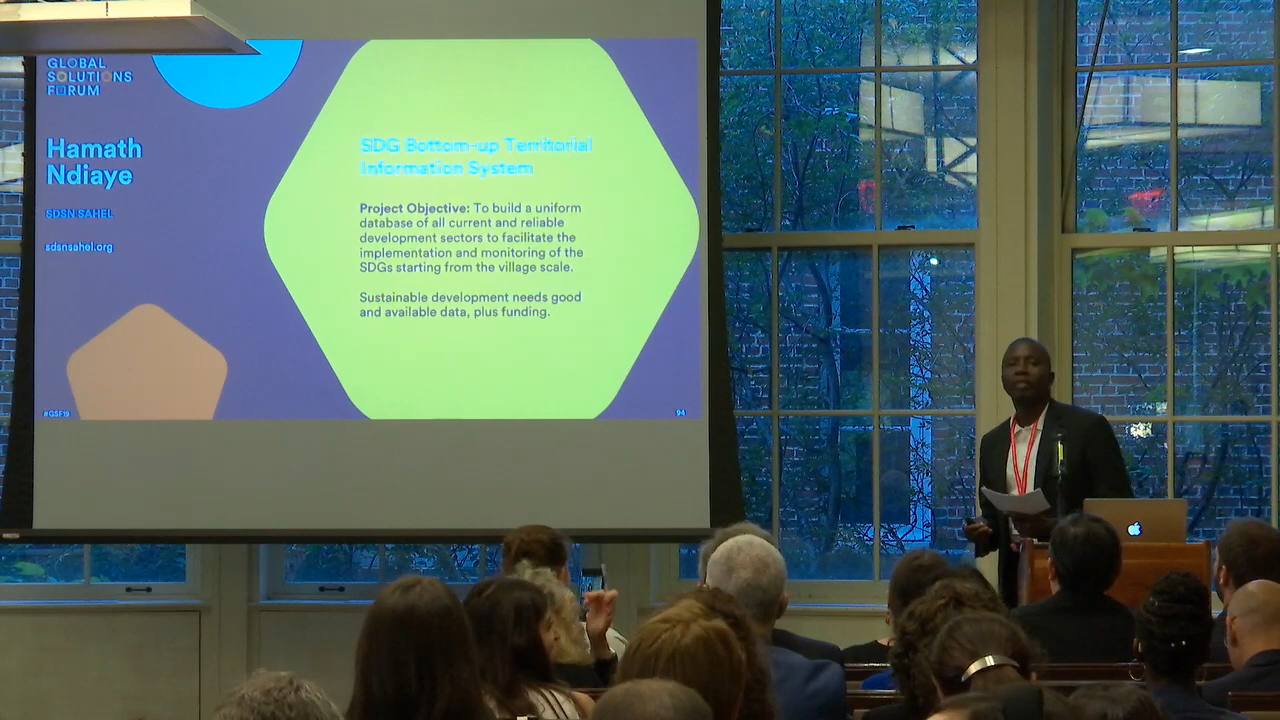 GLOBAL
SOLUTIONS
FORUM
Hamath
Ndiaye
SDSN SAHEL
sdsnsahel.org
#GSF19
SDG Bottom-up Territorial
Information System
Project Objective: To build a uniform
database of all current and reliable
development sectors to facilitate the
implementation and monitoring of the
SDGs starting from the village scale.
Sustainable development needs good
and available data, plus funding.
94